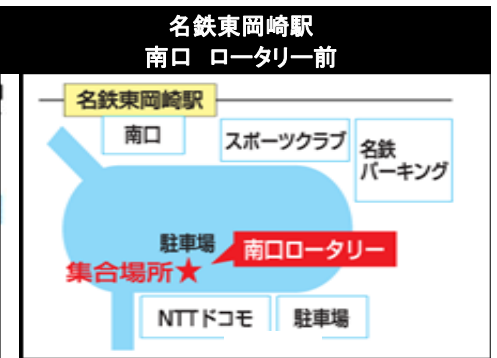 名鉄東岡崎駅
南口 ロータリー前
名鉄東岡崎駅
南口
スポーツクラブ
名鉄
パーキング
駐車場
南口ロータリー
集合場所★
NTTドコモ
駐車場